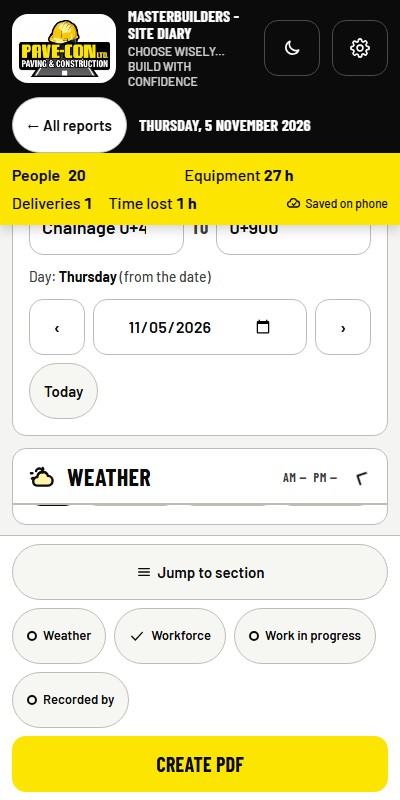 PAVE-CON LTD.
PAVING & CONSTRUCTION
MASTERBUILDERS -
SITE DIARY
CHOOSE WISELY...
BUILD WITH
CONFIDENCE
← All reports
THURSDAY, 5 NOVEMBER 2026
People 20
Equipment 27 h
Deliveries 1
Time lost 1 h
Saved on phone
Chainage 0+4
TO
0+900
Day: Thursday (from the date)
‹
11/05/2026
›
Today
WEATHER
AM – PM –
Jump to section
Weather
Workforce
Work in progress
Recorded by
CREATE PDF